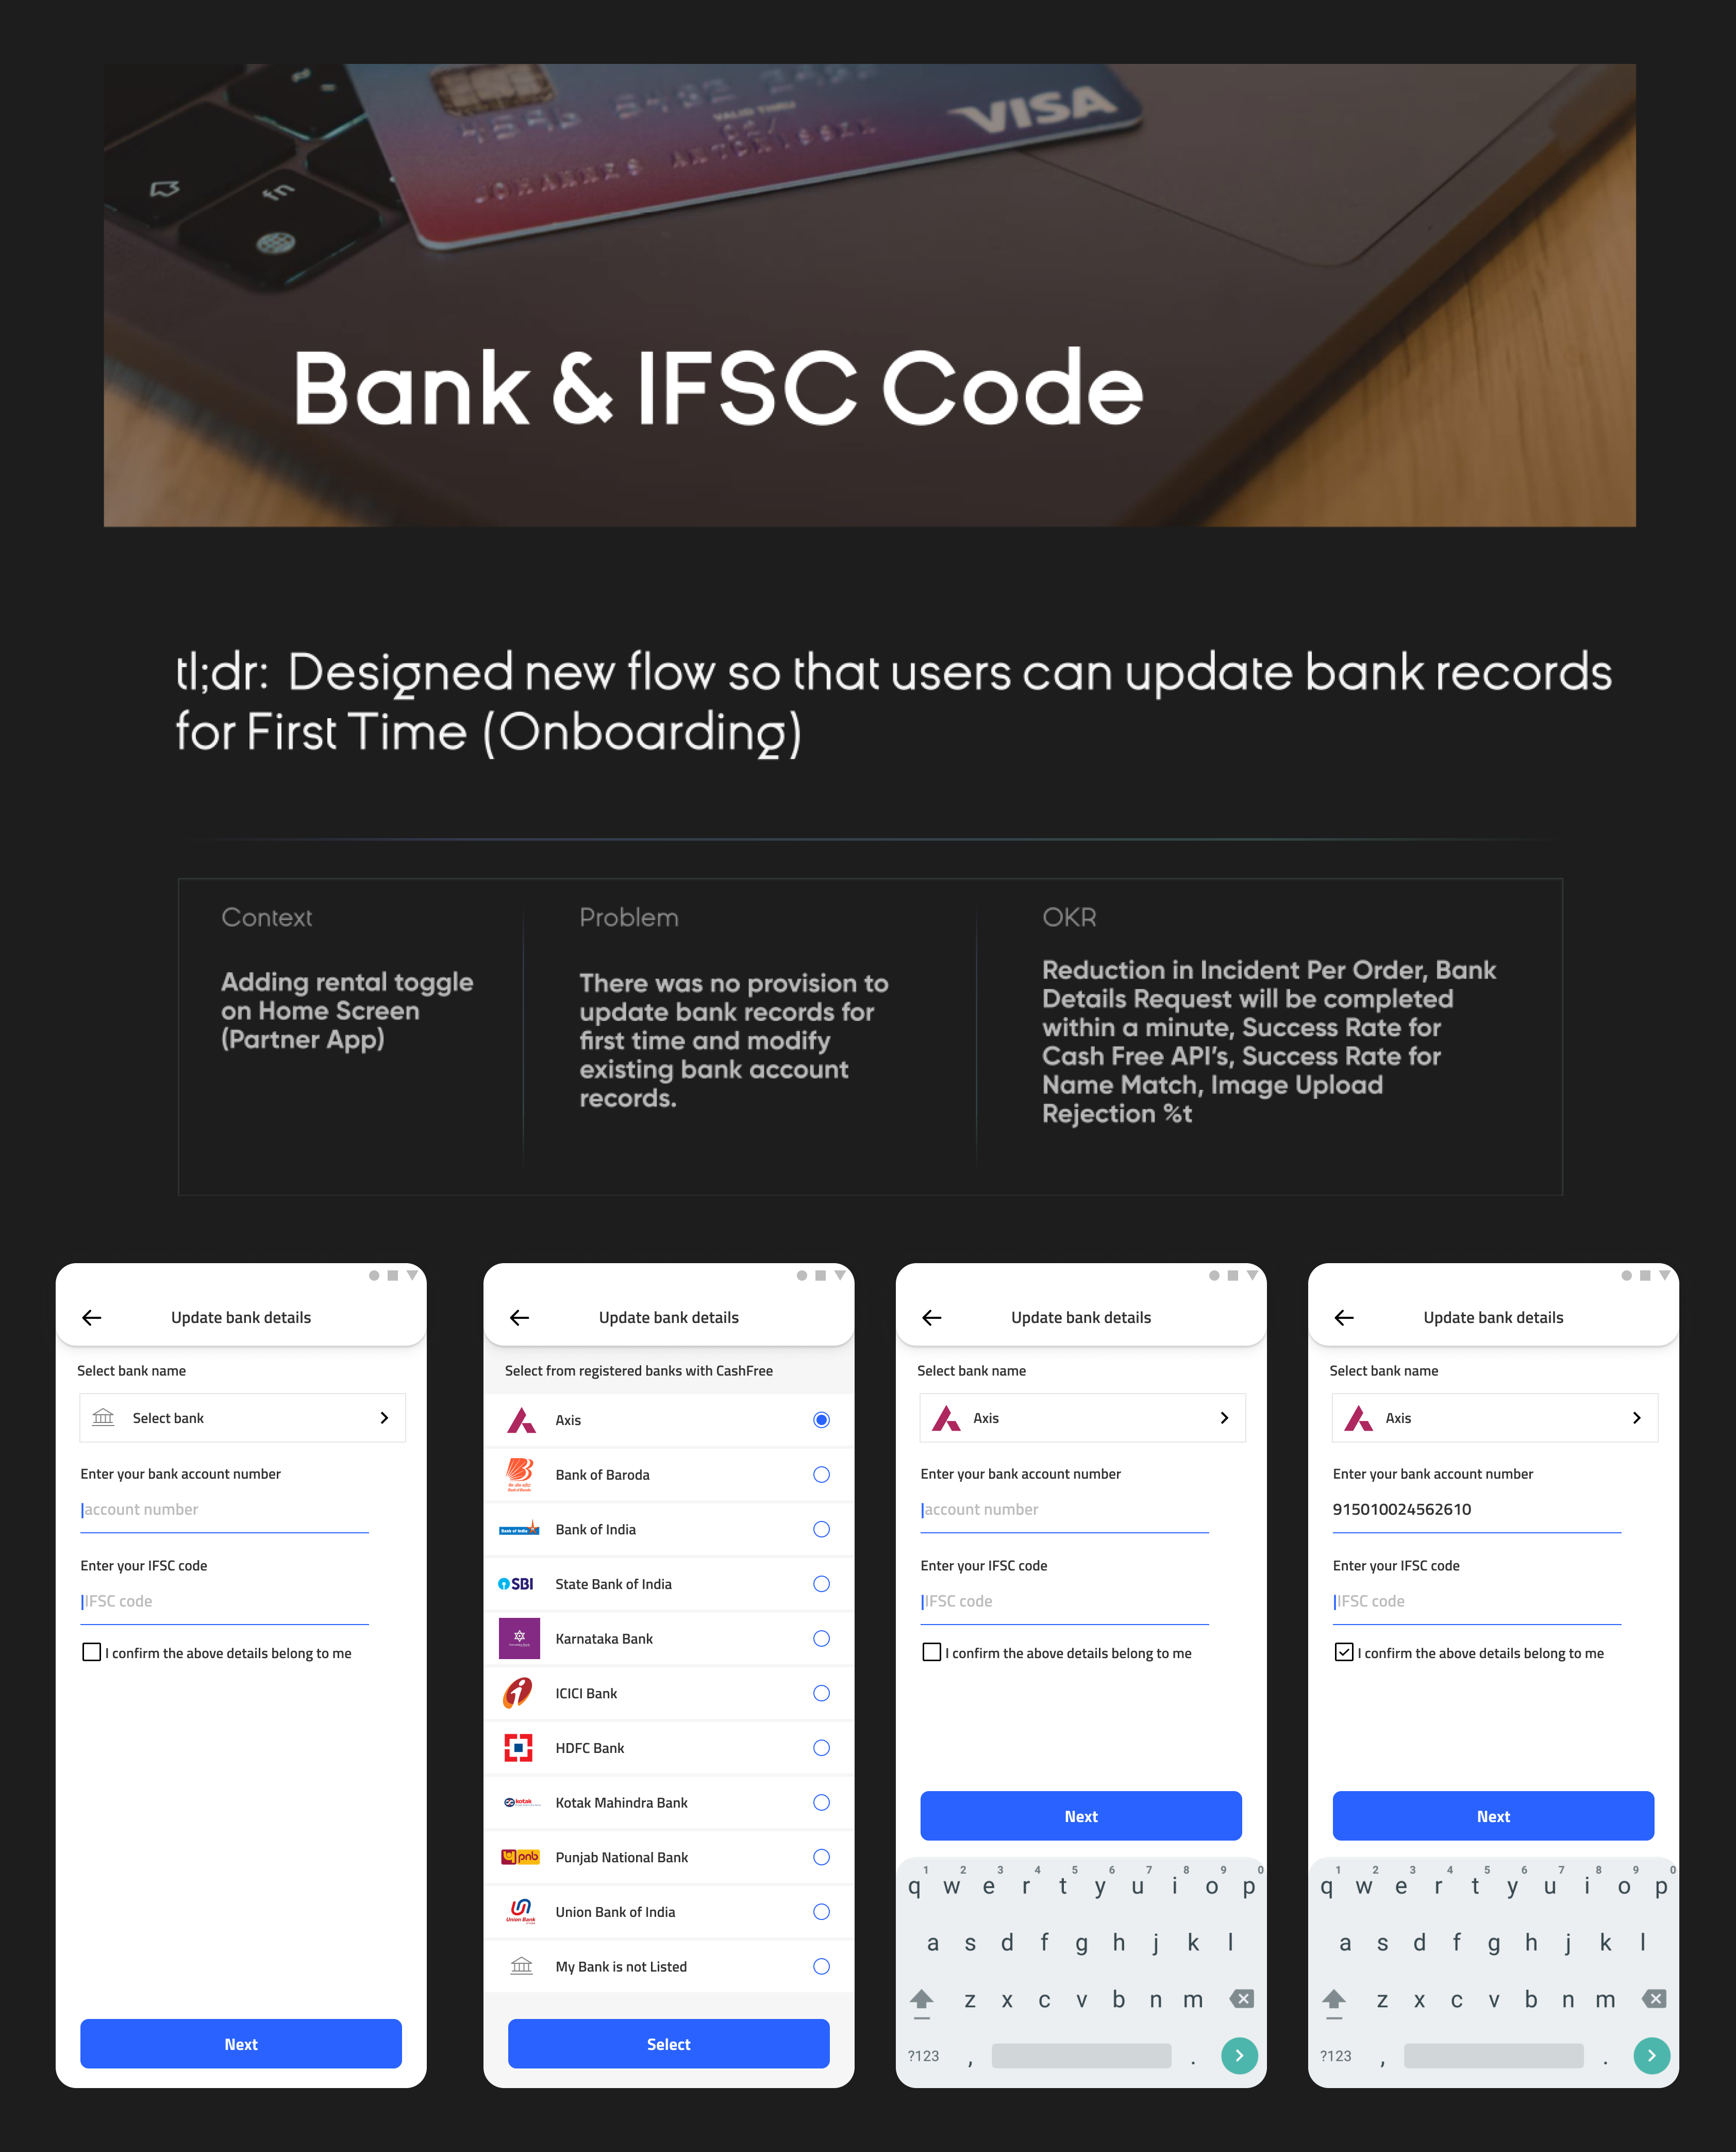 VISA
VALID THRU
fn
Bank & IFSC Code
tl;dr: Designed new flow so that users can update bank records
for First Time (Onboarding)
Context
Adding rental toggle
on Home Screen
(Partner App)
Problem
There was no provision to
update bank records for
first time and modify
existing bank account
records.
OKR
Reduction in Incident Per Order, Bank
Details Request will be completed
within a minute, Success Rate for
Cash Free API's, Success Rate for
Name Match, Image Upload
Rejection %t
Update bank details
Select bank name
Select bank
Enter your bank account number
account number
Enter your IFSC code
IFSC code
I confirm the above details belong to me
Next
Update bank details
Select from registered banks with CashFree
Axis
Bank of Baroda
Bank of India
Bank of India
SBI State Bank of India
Karnataka Bank
ICICI Bank
HDFC Bank
kotak Kotak Mahindra Bank
pnb Punjab National Bank
Union Bank of India
Union Bank
My Bank is not Listed
Select
Update bank details
Select bank name
Axis
Enter your bank account number
account number
Enter your IFSC code
IFSC code
I confirm the above details belong to me
Next
1 2 3 4 5 6 7 8 9 0
q w e r t y u i o p
a s d f g h j k l
z x c v b n m
?123 , .
Update bank details
Select bank name
Axis
Enter your bank account number
915010024562610
Enter your IFSC code
IFSC code
I confirm the above details belong to me
Next
1 2 3 4 5 6 7 8 9 0
q w e r t y u i o p
a s d f g h j k l
z x c v b n m
?123 , .